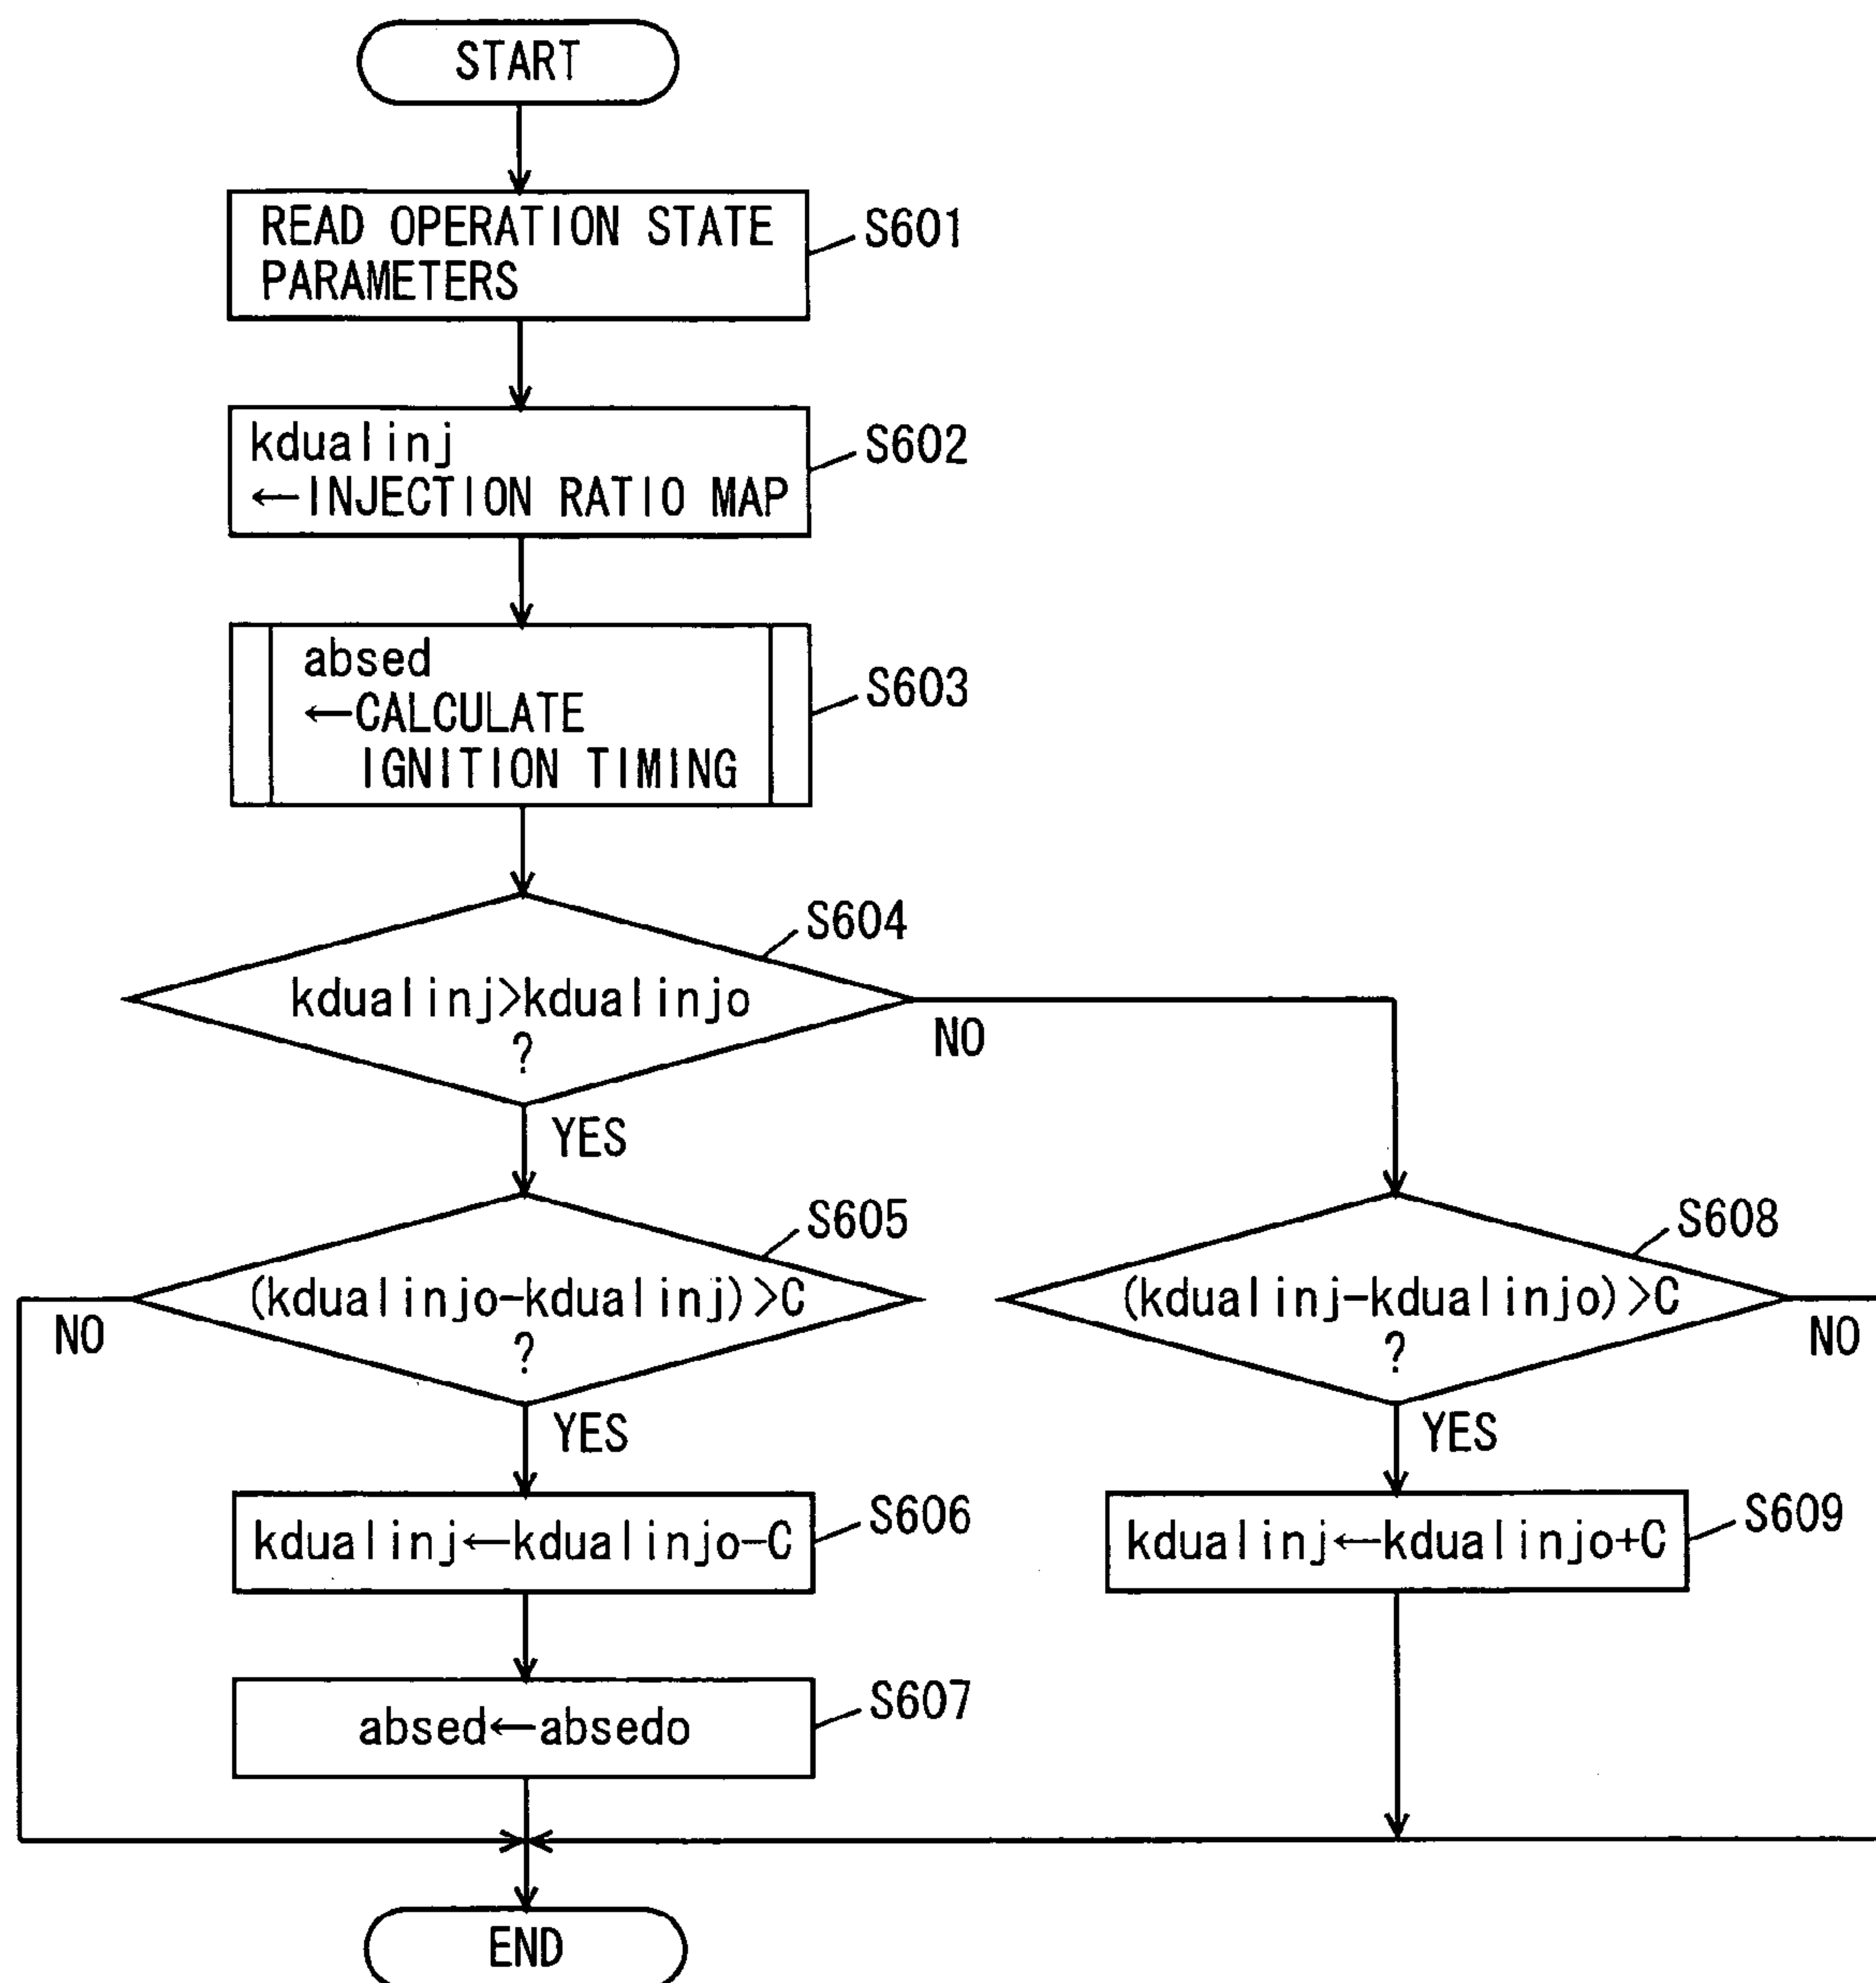 START
READ OPERATION STATE
PARAMETERS
S601
kdualinj
←INJECTION RATIO MAP
S602
absed
←CALCULATE
IGNITION TIMING
S603
S604
kdualinj>kdualinjo
?
NO
YES
S605
(kdualinjo-kdualinj)>C
?
NO
YES
S608
(kdualinj-kdualinjo)>C
?
NO
YES
kdualinj←kdualinjo-C
S606
kdualinj←kdualinjo+C
S609
absed←absedo
S607
END